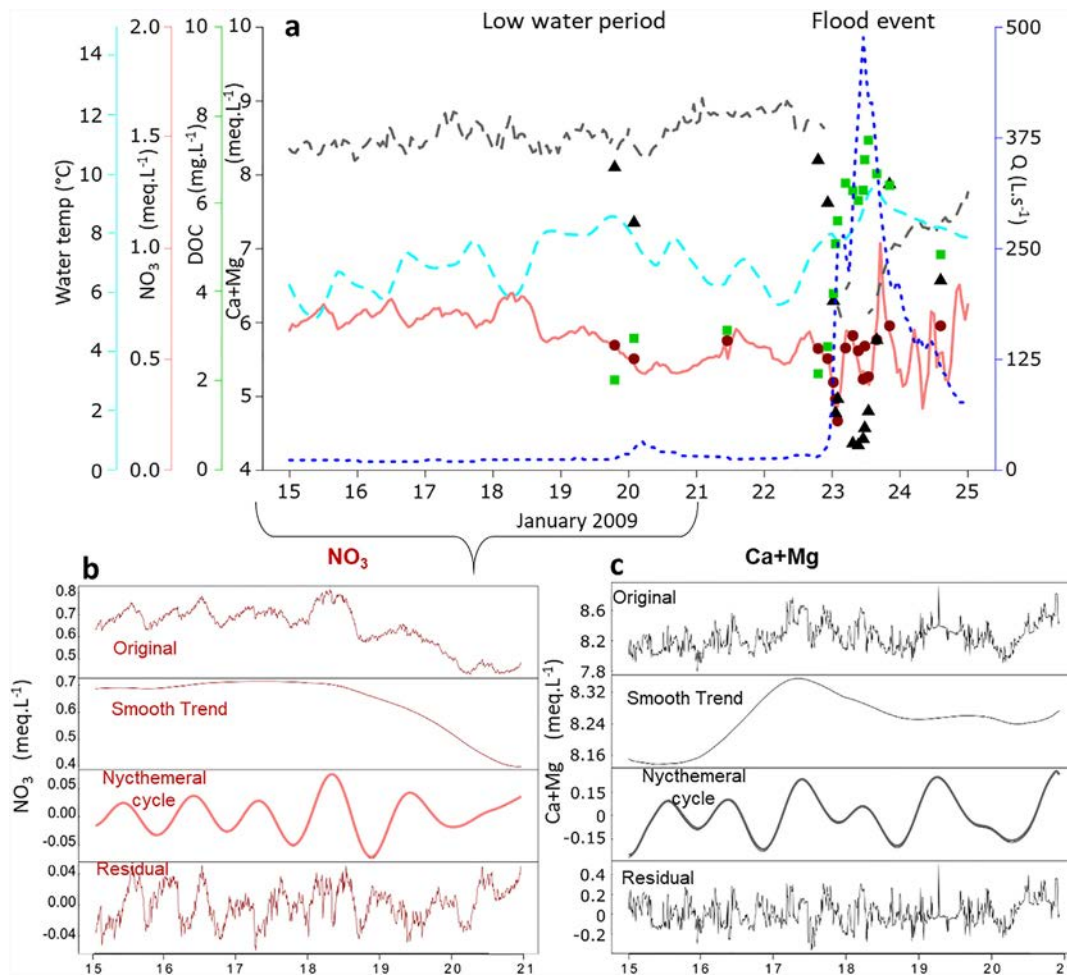 a
Low water period
Flood event
14
12
10
8
6
4
2
0
Water temp (°C)
2.0
1.5
1.0
0.5
0.0
NO3 (meq.L-1)
10
8
6
4
2
0
DOC (mg.L-1)
10
9
8
7
6
5
4
Ca+Mg (meq.L-1)
500
375
250
125
0
Q (L.s-1)
15 16 17 18 19 20 21 22 23 24 25
January 2009
b
NO3
0.8
0.7
0.6
0.5
Original
0.7
0.6
0.5
0.4
Smooth Trend
0.05
0.00
-0.05
Nycthemeral
cycle
0.04
0.00
-0.04
Residual
NO3 (meq.L-1)
15 16 17 18 19 20 21
c
Ca+Mg
8.6
8.2
7.8
Original
8.32
8.24
8.16
Smooth Trend
0.15
0
-0.15
Nycthemeral
cycle
0.4
0.2
0
-0.2
Residual
Ca+Mg (meq.L-1)
15 16 17 18 19 20 2